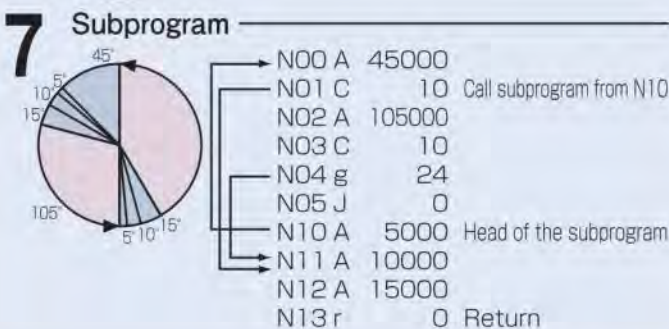 7 Subprogram
45°
5°
10°
15°
105°
5° 10° 15°
N00 A 45000
N01 C 10 Call subprogram from N10
N02 A 105000
N03 C 10
N04 g 24
N05 J 0
N10 A 5000 Head of the subprogram
N11 A 10000
N12 A 15000
N13 r 0 Return